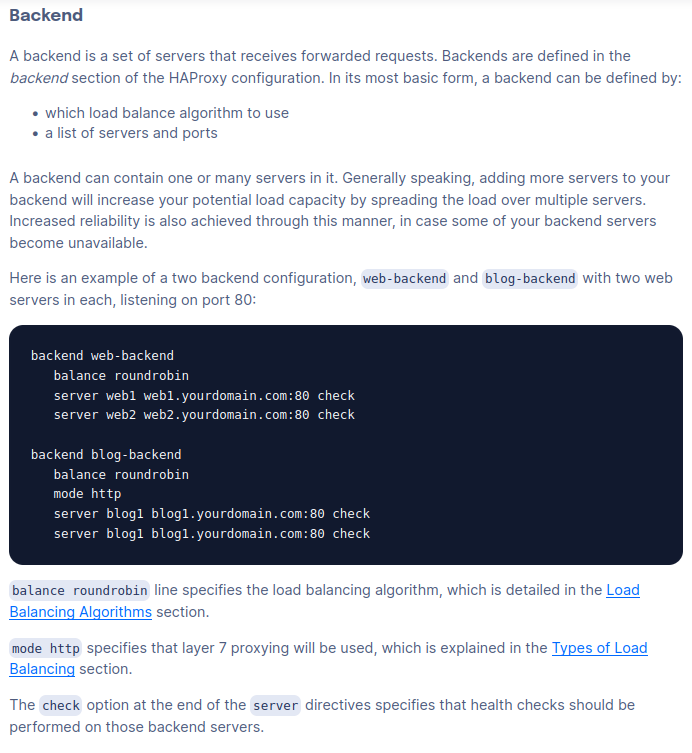 Backend
A backend is a set of servers that receives forwarded requests. Backends are defined in the
backend section of the HAProxy configuration. In its most basic form, a backend can be defined by:
• which load balance algorithm to use
• a list of servers and ports
A backend can contain one or many servers in it. Generally speaking, adding more servers to your
backend will increase your potential load capacity by spreading the load over multiple servers.
Increased reliability is also achieved through this manner, in case some of your backend servers
become unavailable.
Here is an example of a two backend configuration, web-backend and blog-backend with two web
servers in each, listening on port 80:
backend web-backend
   balance roundrobin
   server web1 web1.yourdomain.com:80 check
   server web2 web2.yourdomain.com:80 check
backend blog-backend
   balance roundrobin
   mode http
   server blog1 blog1.yourdomain.com:80 check
   server blog1 blog1.yourdomain.com:80 check
balance roundrobin line specifies the load balancing algorithm, which is detailed in the Load
Balancing Algorithms section.
mode http specifies that layer 7 proxying will be used, which is explained in the Types of Load
Balancing section.
The check option at the end of the server directives specifies that health checks should be
performed on those backend servers.